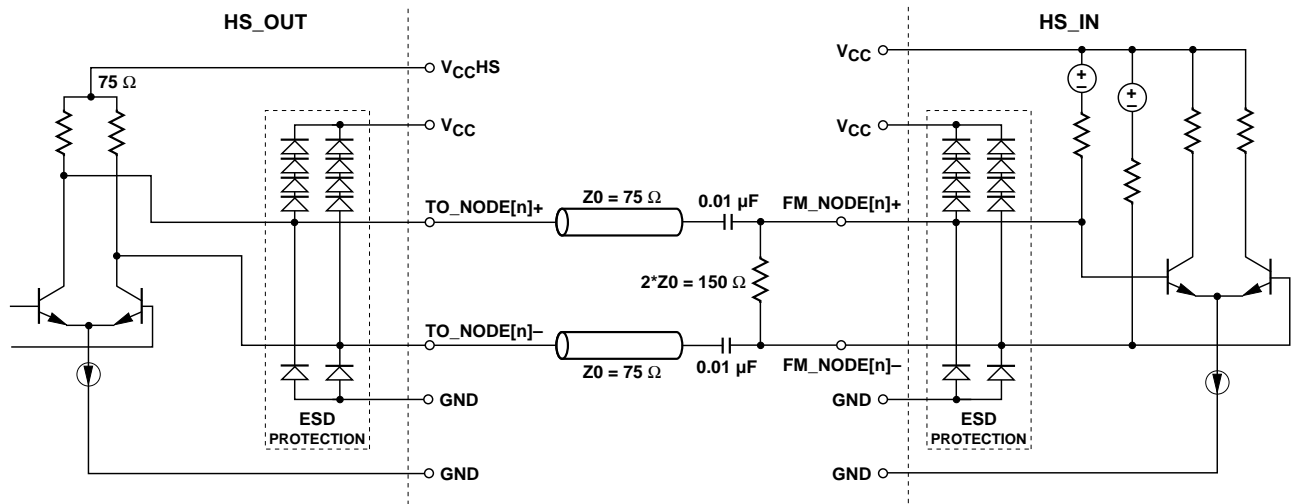 HS_OUT
HS_IN
75 Ω
VCCHS
VCC
VCC
VCC
+
–
+
–
TO_NODE[n]+
Z0 = 75 Ω
0.01 µF
FM_NODE[n]+
2*Z0 = 150 Ω
TO_NODE[n]–
Z0 = 75 Ω
0.01 µF
FM_NODE[n]–
GND
GND
ESD
PROTECTION
ESD
PROTECTION
GND
GND